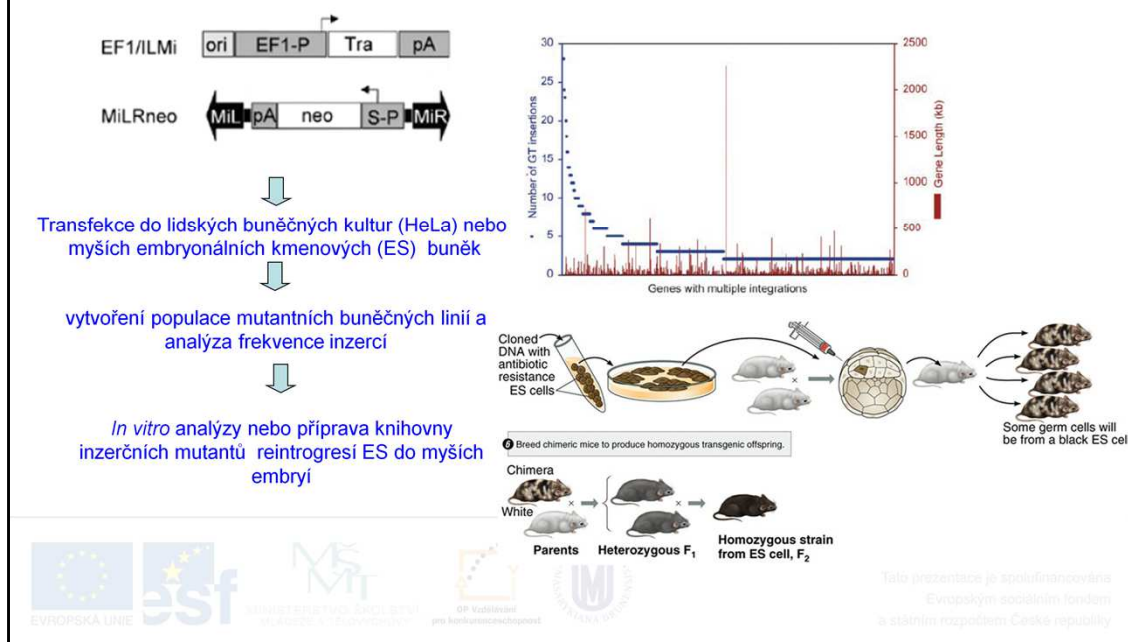 EF1/ILMi
ori EF1-P Tra pA
MiLRneo
MiL pA neo S-P MiR
Transfekce do lidských buněčných kultur (HeLa) nebo
myších embryonálních kmenových (ES) buněk
vytvoření populace mutantních buněčných linií a
analýza frekvence inzercí
In vitro analýzy nebo příprava knihovny
inzerčních mutantů reintrogresí ES do myších
embryí
Number of GT insertions
30
25
20
15
10
5
0
2500
2000
1500
1000
500
0
Gene Length (kb)
Genes with multiple integrations
Cloned
DNA with
antibiotic
resistance
ES cells
×
Some germ cells will
be from a black ES cel
6 Breed chimeric mice to produce homozygous transgenic offspring.
Chimera
×
×
White
Parents
Heterozygous F1
Homozygous strain
from ES cell, F2
EVROPSKÁ UNIE
esf
MŠMT
MINISTERSTVO ŠKOLSTVÍ,
MLÁDEŽE A TĚLOVÝCHOVY
OP Vzdělávání
pro konkurenceschopnost
Tato prezentace je spolufinancována
Evropským sociálním fondem
a státním rozpočtem České republiky